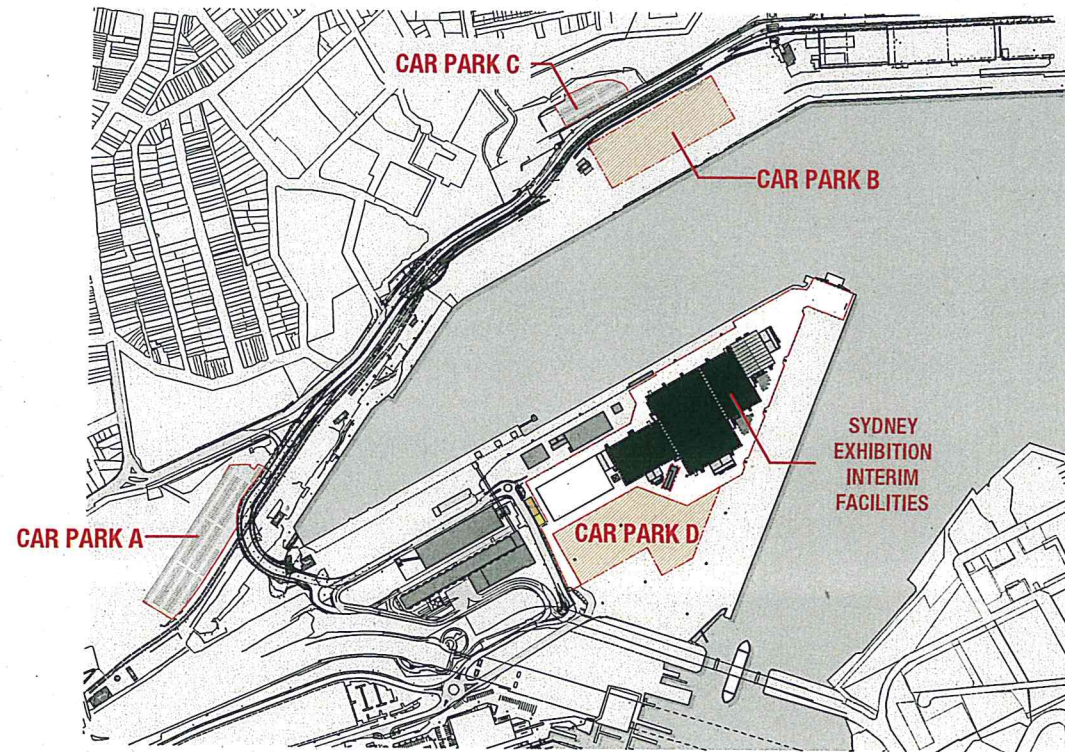 CAR PARK C
CAR PARK B
SYDNEY
EXHIBITION
INTERIM
FACILITIES
CAR PARK D
CAR PARK A